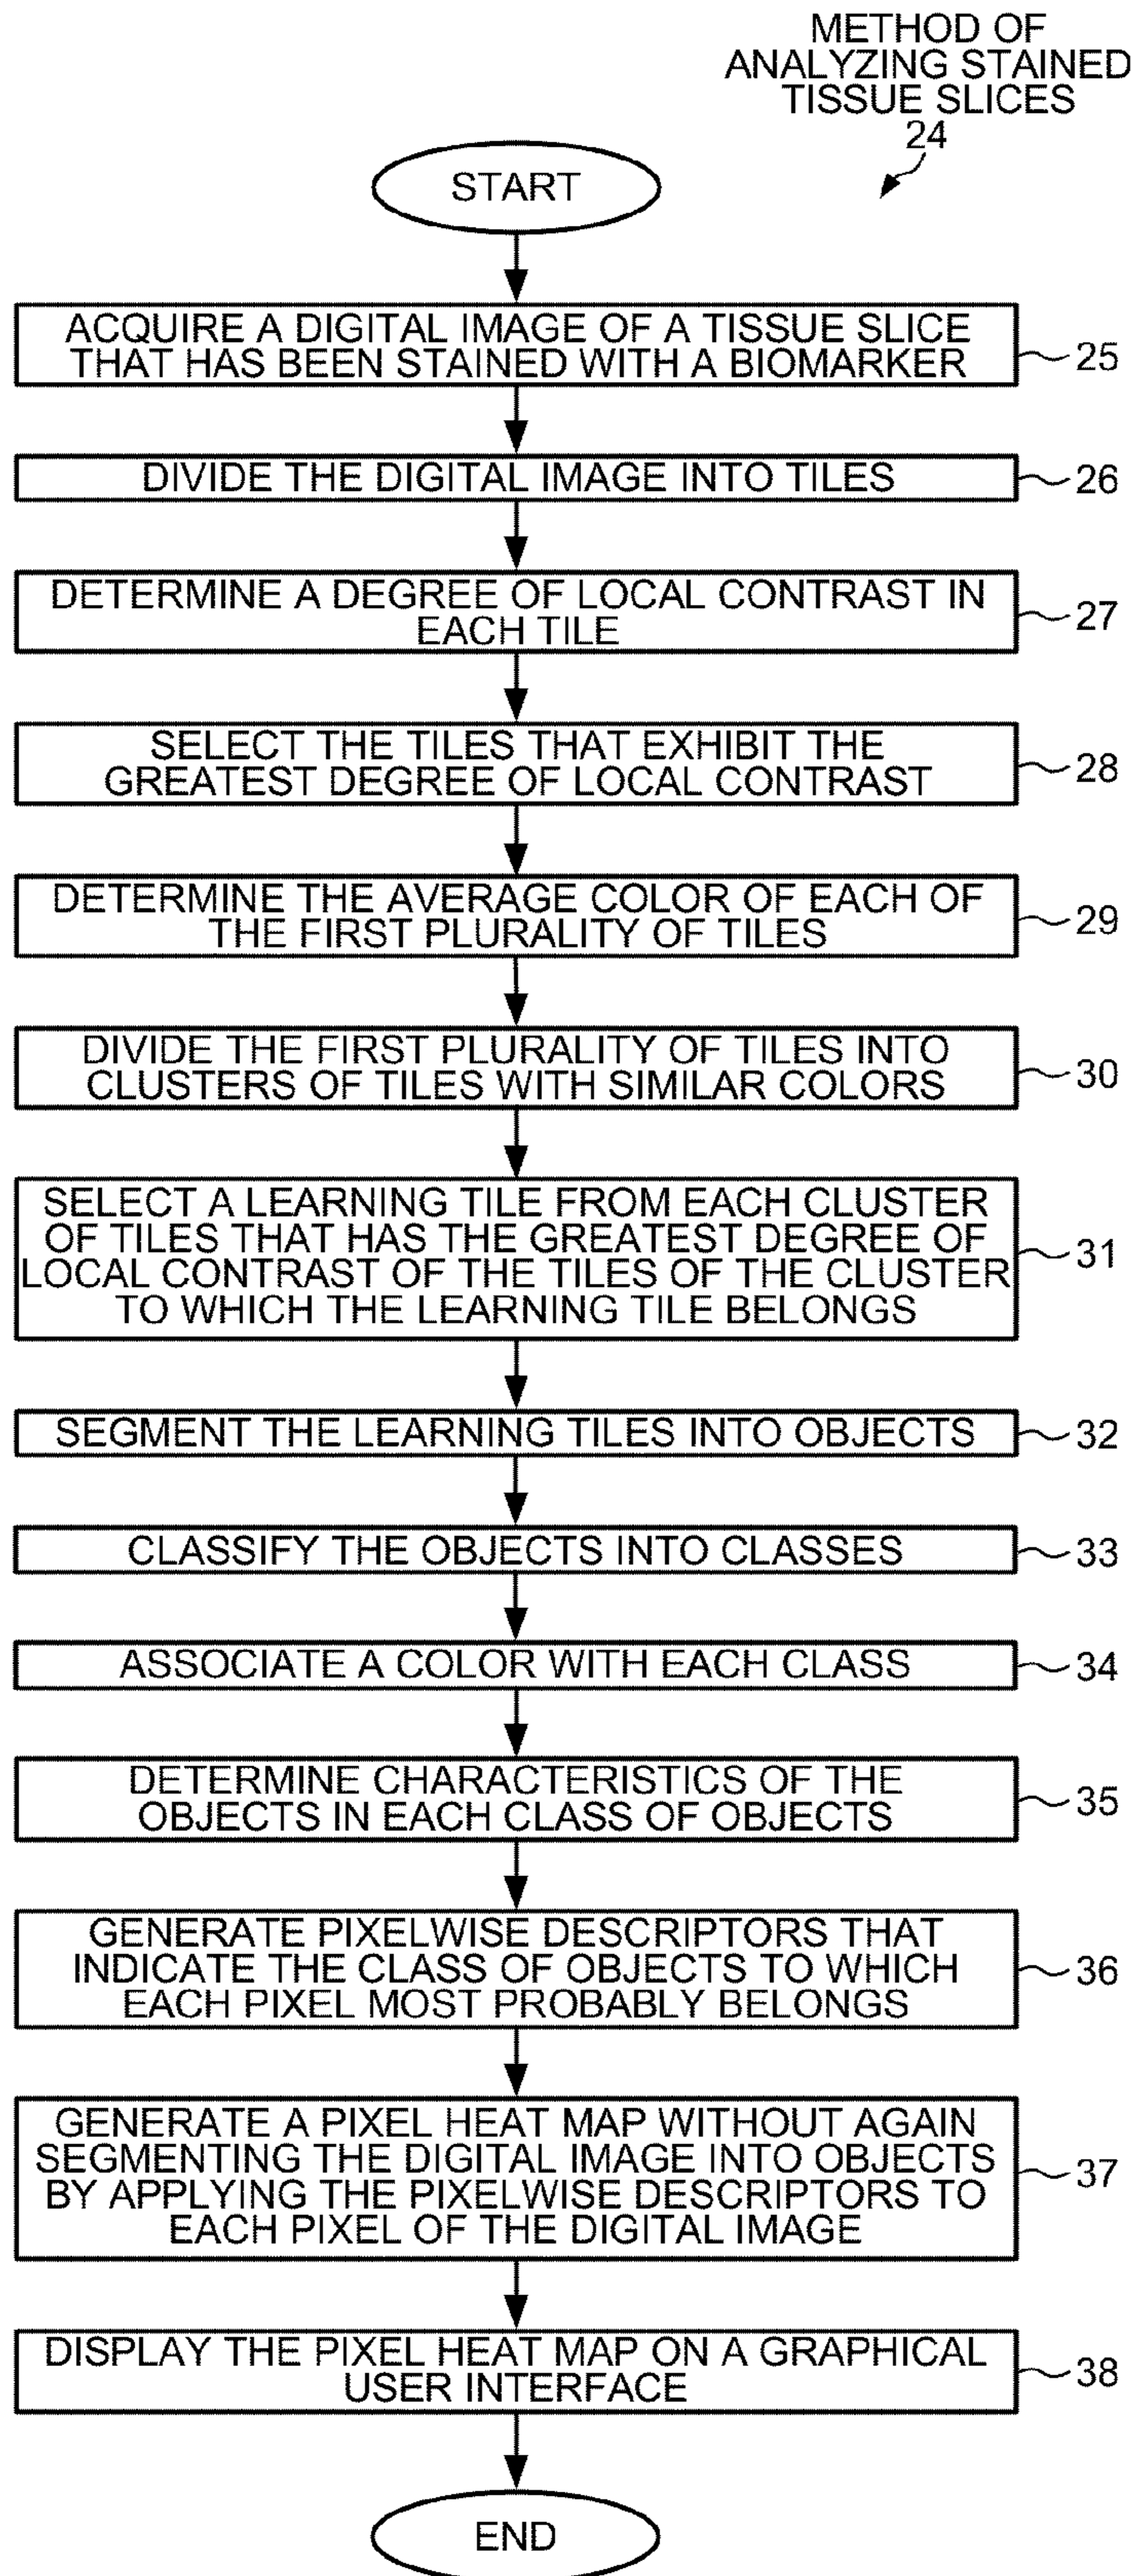 METHOD OF
ANALYZING STAINED
TISSUE SLICES
24
START
ACQUIRE A DIGITAL IMAGE OF A TISSUE SLICE
THAT HAS BEEN STAINED WITH A BIOMARKER
25
DIVIDE THE DIGITAL IMAGE INTO TILES
26
DETERMINE A DEGREE OF LOCAL CONTRAST IN
EACH TILE
27
SELECT THE TILES THAT EXHIBIT THE
GREATEST DEGREE OF LOCAL CONTRAST
28
DETERMINE THE AVERAGE COLOR OF EACH OF
THE FIRST PLURALITY OF TILES
29
DIVIDE THE FIRST PLURALITY OF TILES INTO
CLUSTERS OF TILES WITH SIMILAR COLORS
30
SELECT A LEARNING TILE FROM EACH CLUSTER
OF TILES THAT HAS THE GREATEST DEGREE OF
LOCAL CONTRAST OF THE TILES OF THE CLUSTER
TO WHICH THE LEARNING TILE BELONGS
31
SEGMENT THE LEARNING TILES INTO OBJECTS
32
CLASSIFY THE OBJECTS INTO CLASSES
33
ASSOCIATE A COLOR WITH EACH CLASS
34
DETERMINE CHARACTERISTICS OF THE
OBJECTS IN EACH CLASS OF OBJECTS
35
GENERATE PIXELWISE DESCRIPTORS THAT
INDICATE THE CLASS OF OBJECTS TO WHICH
EACH PIXEL MOST PROBABLY BELONGS
36
GENERATE A PIXEL HEAT MAP WITHOUT AGAIN
SEGMENTING THE DIGITAL IMAGE INTO OBJECTS
BY APPLYING THE PIXELWISE DESCRIPTORS TO
EACH PIXEL OF THE DIGITAL IMAGE
37
DISPLAY THE PIXEL HEAT MAP ON A GRAPHICAL
USER INTERFACE
38
END